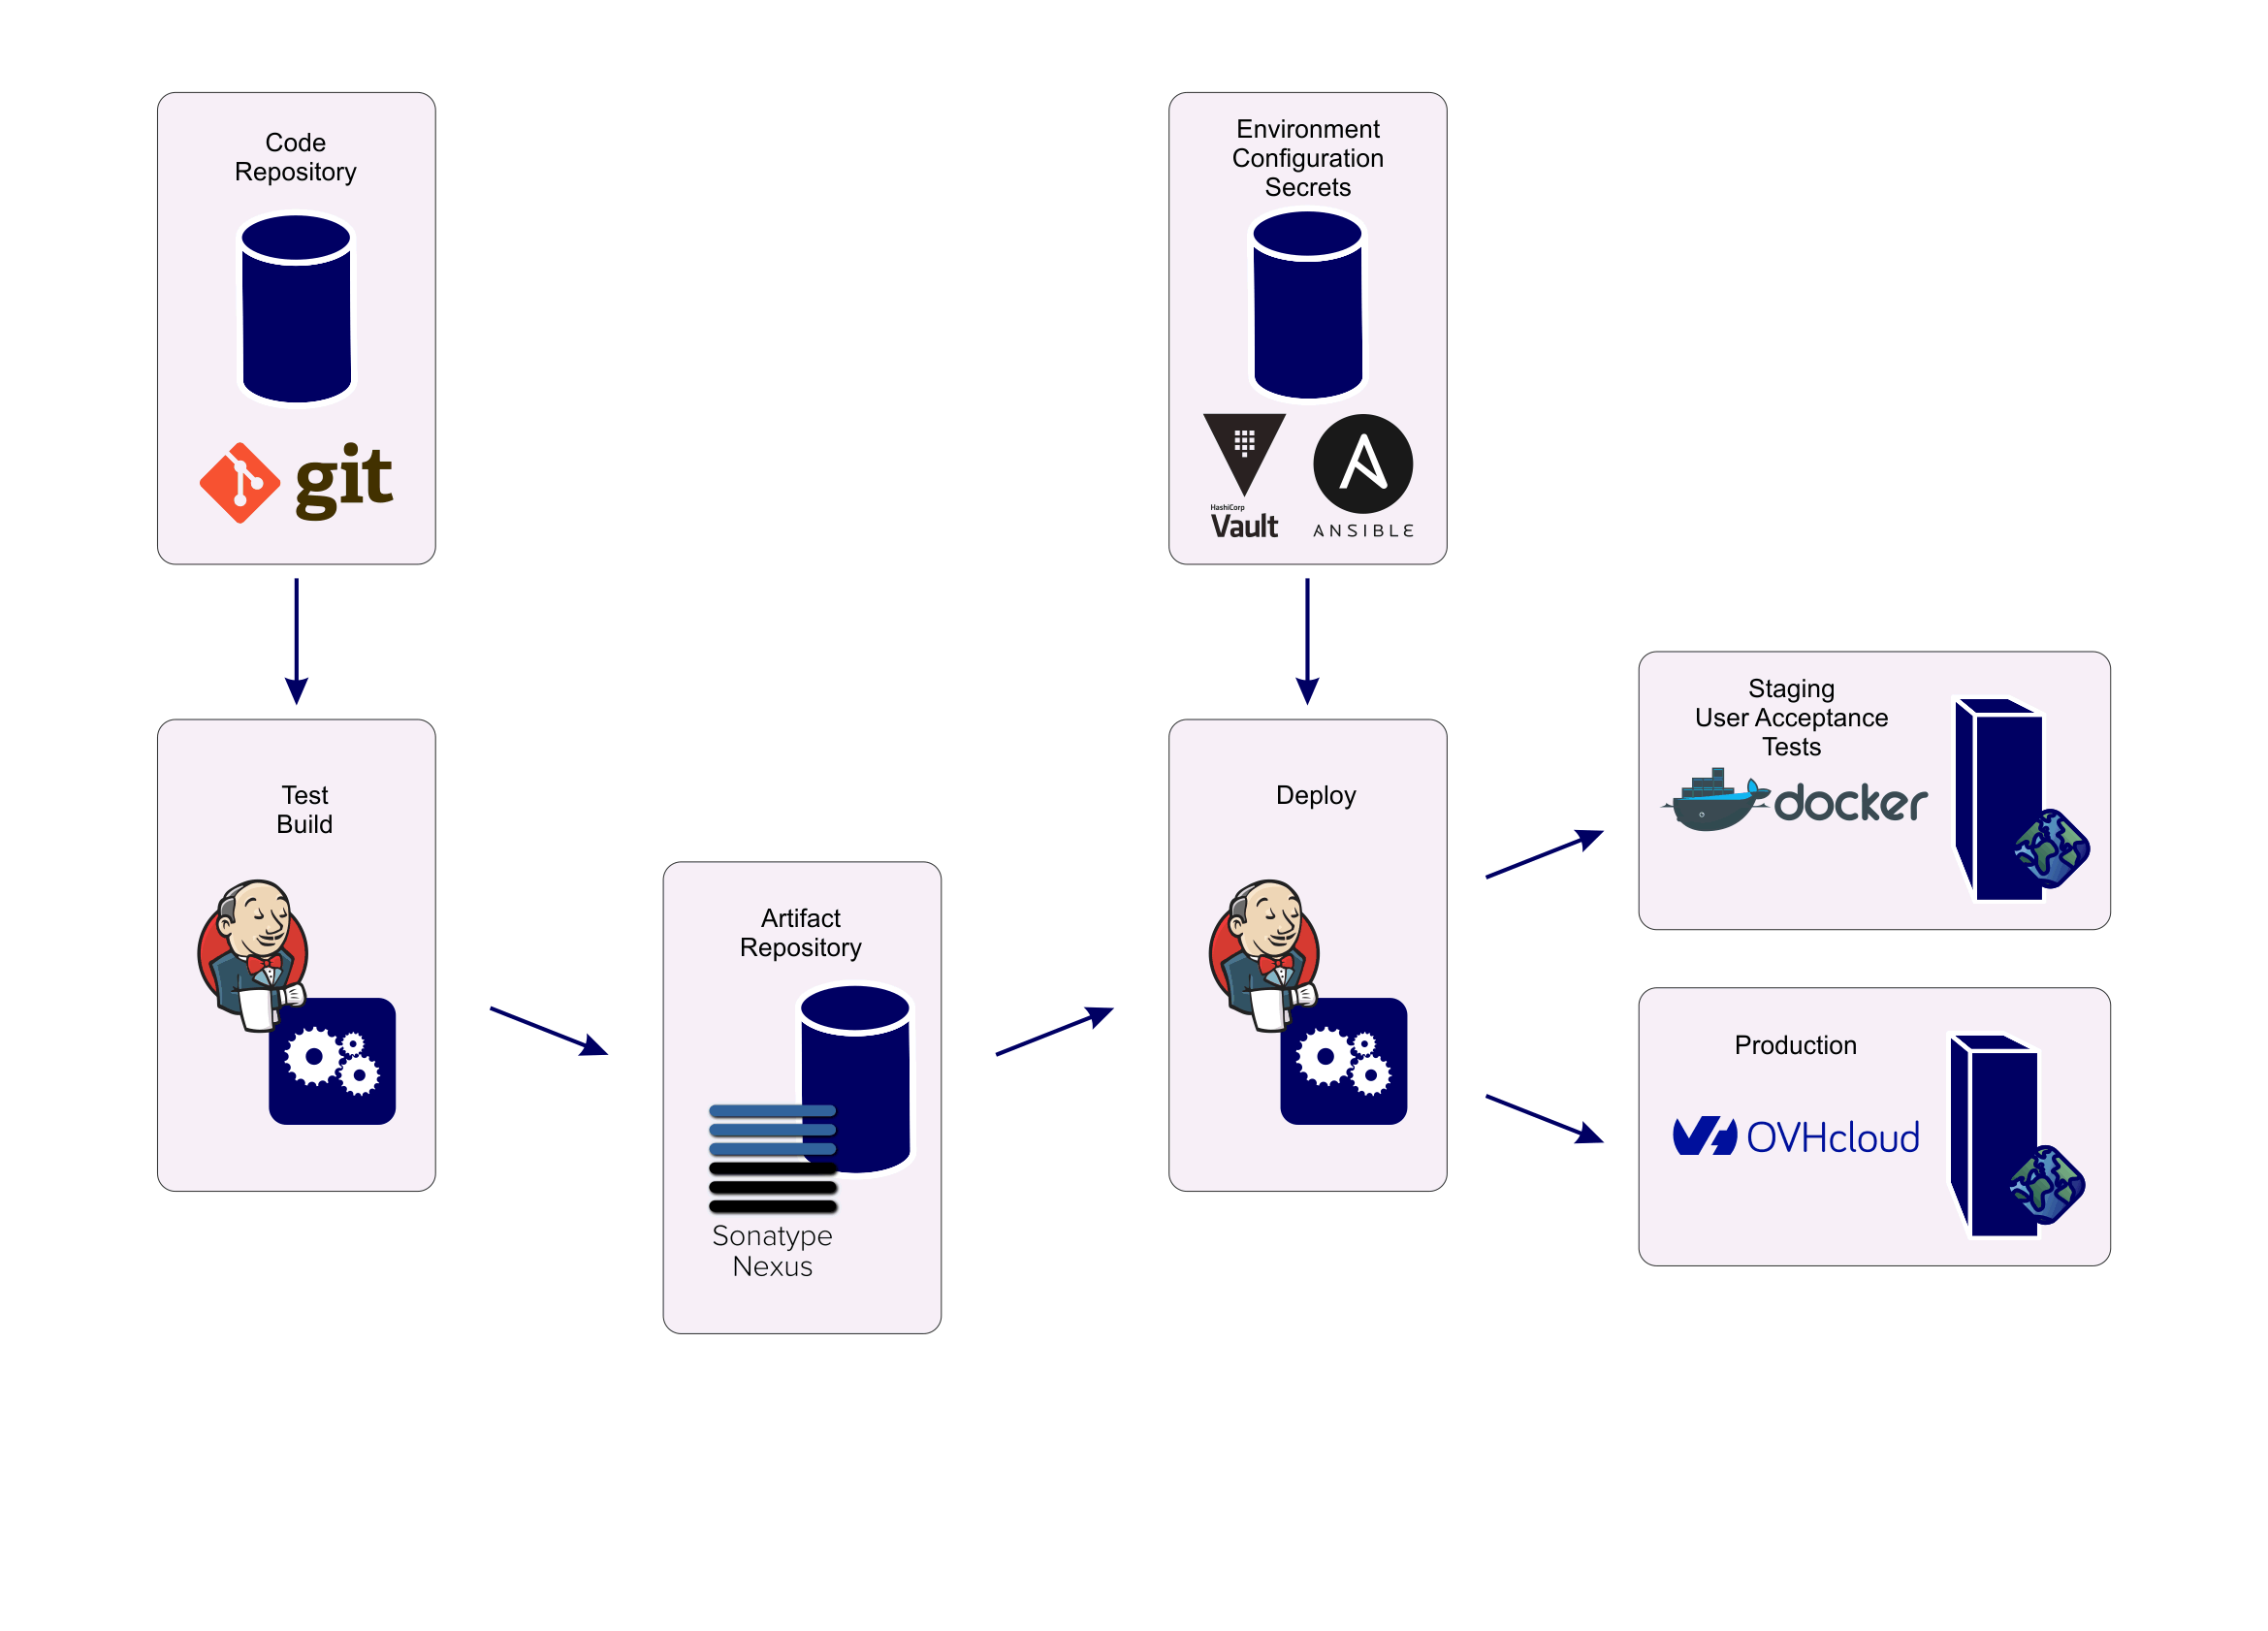 Code
Repository
git
Environment
Configuration
Secrets
HashiCorp
Vault
ANSIBLE
Test
Build
Artifact
Repository
Sonatype
Nexus
Deploy
Staging
User Acceptance
Tests
docker
Production
OVHcloud